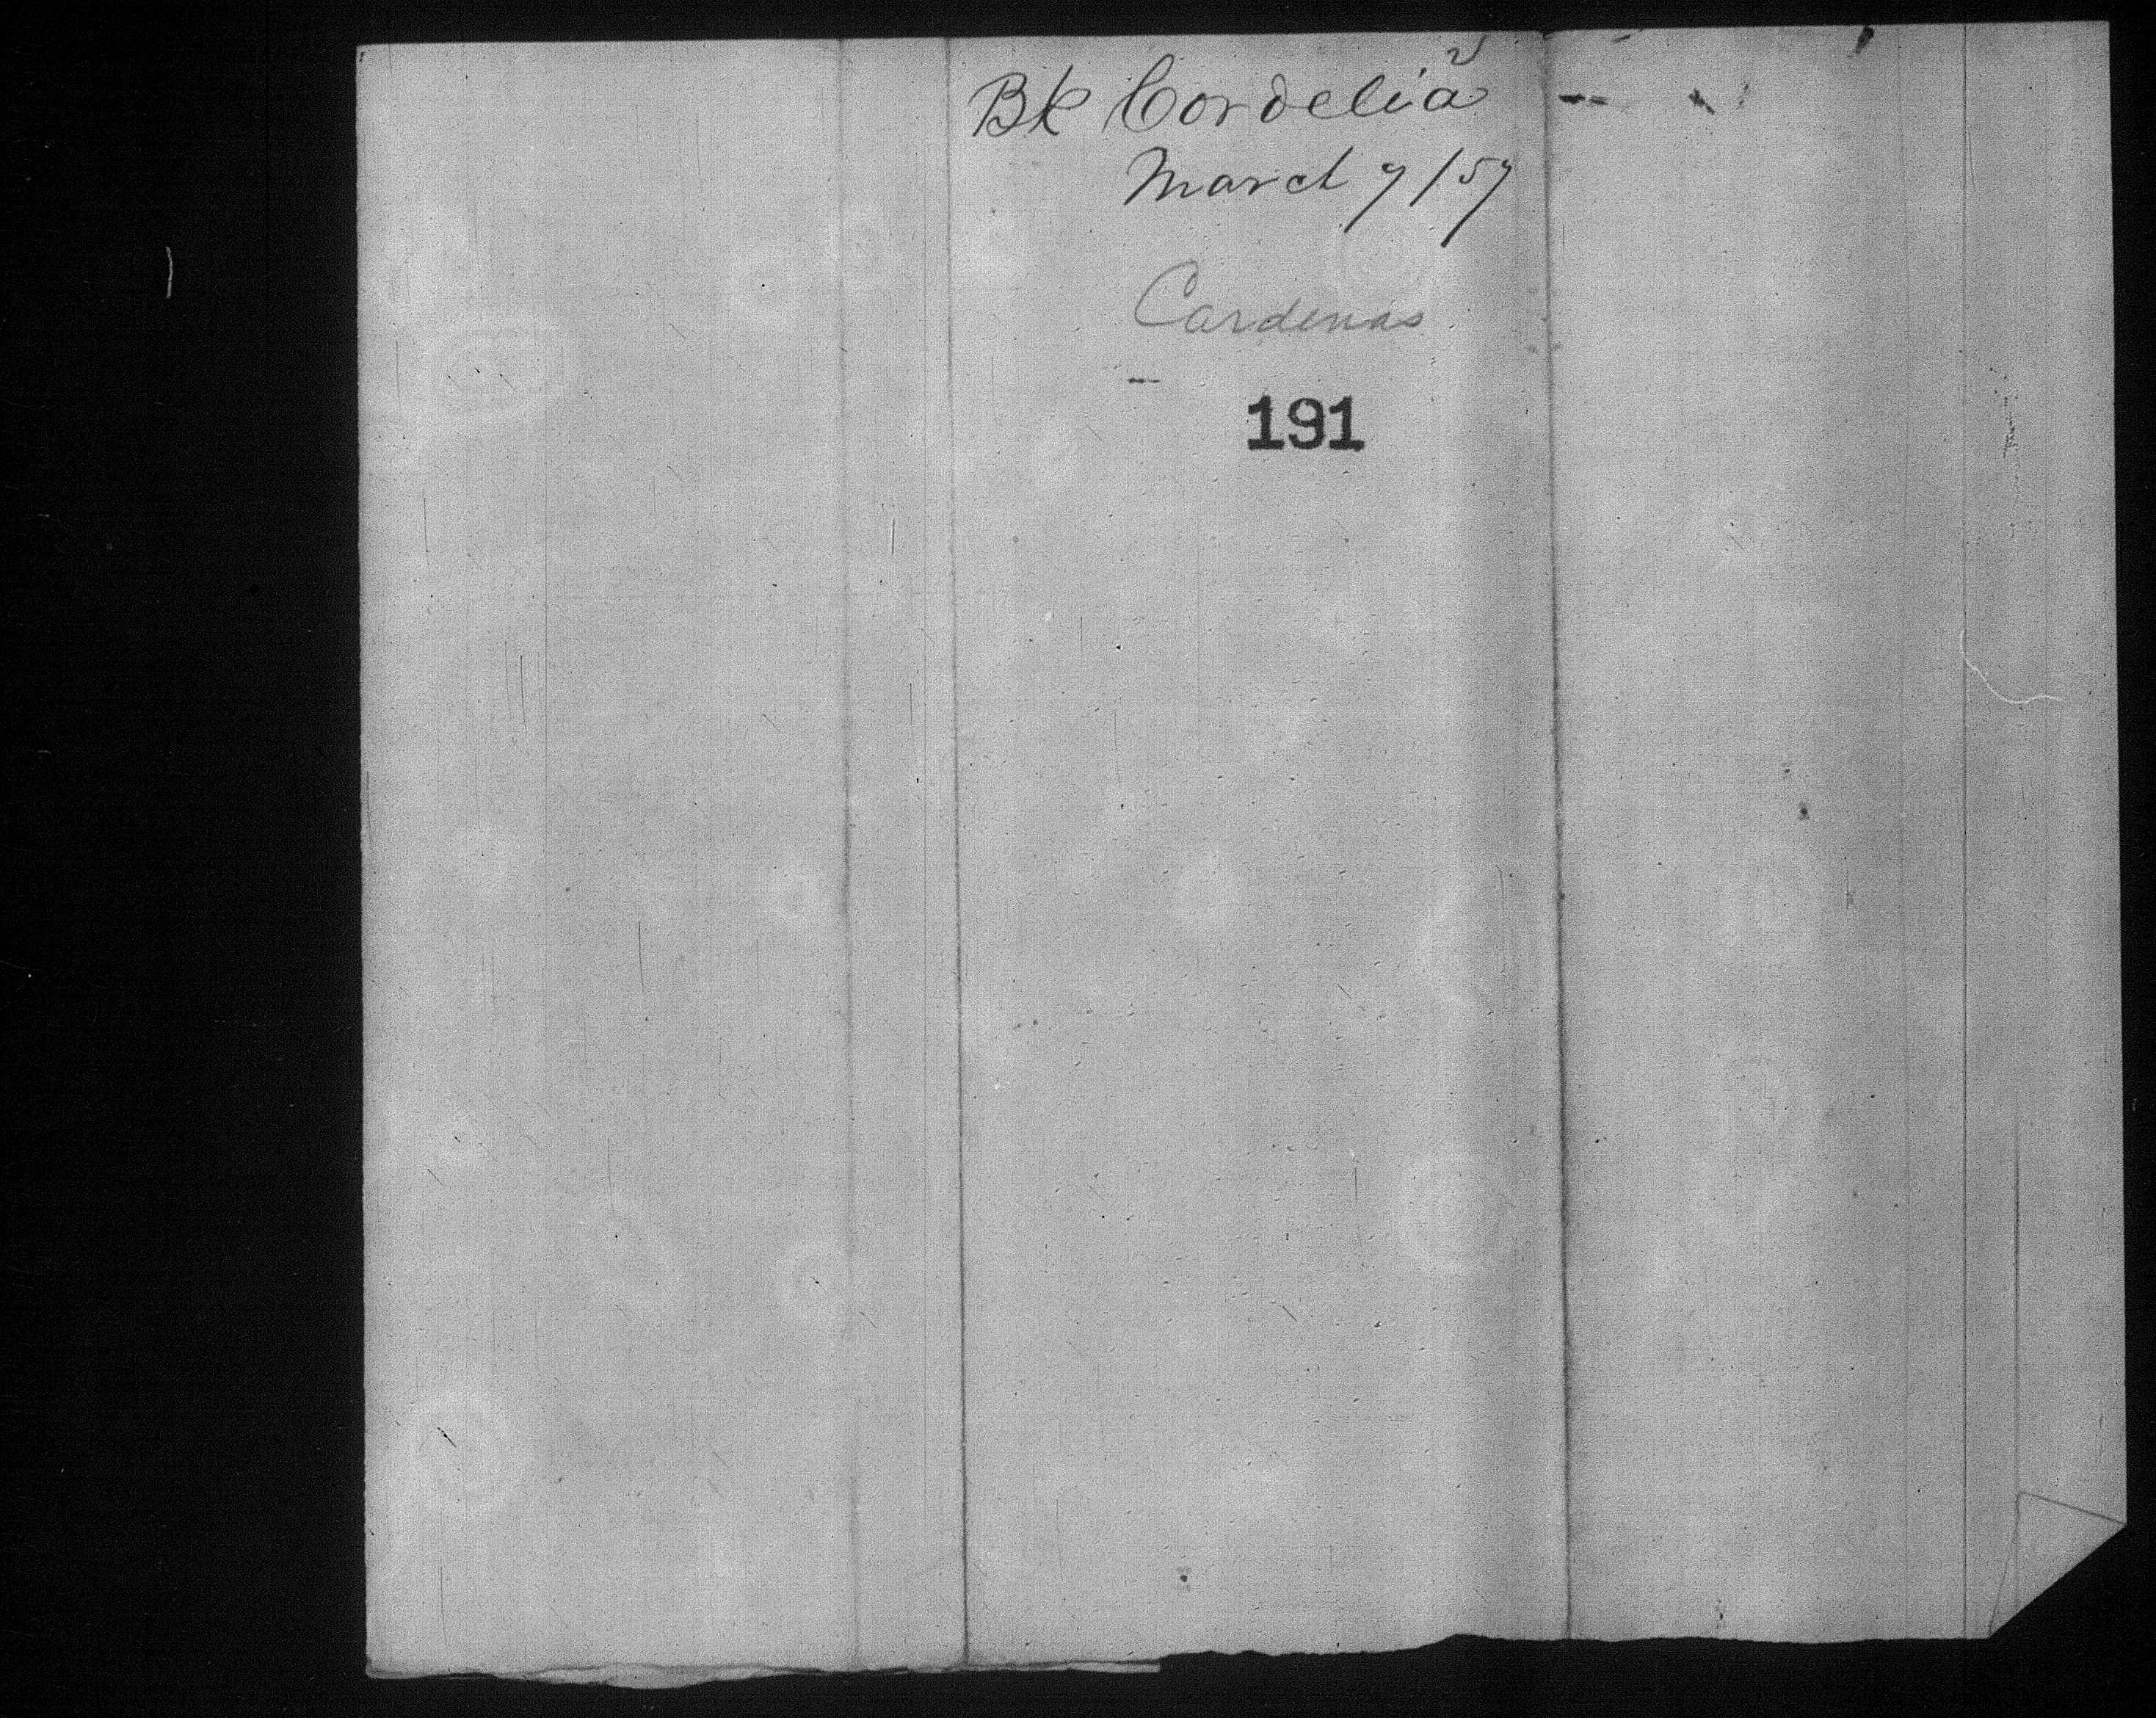 Bk Cordelia
March 7/57
Cardenas
191